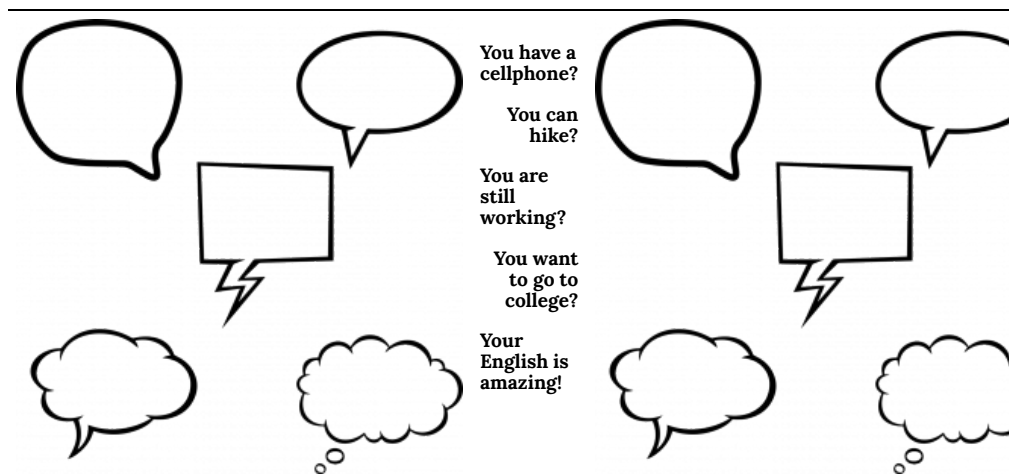 You have a
cellphone?
You can
hike?
You are
still
working?
You want
to go to
college?
Your
English is
amazing!